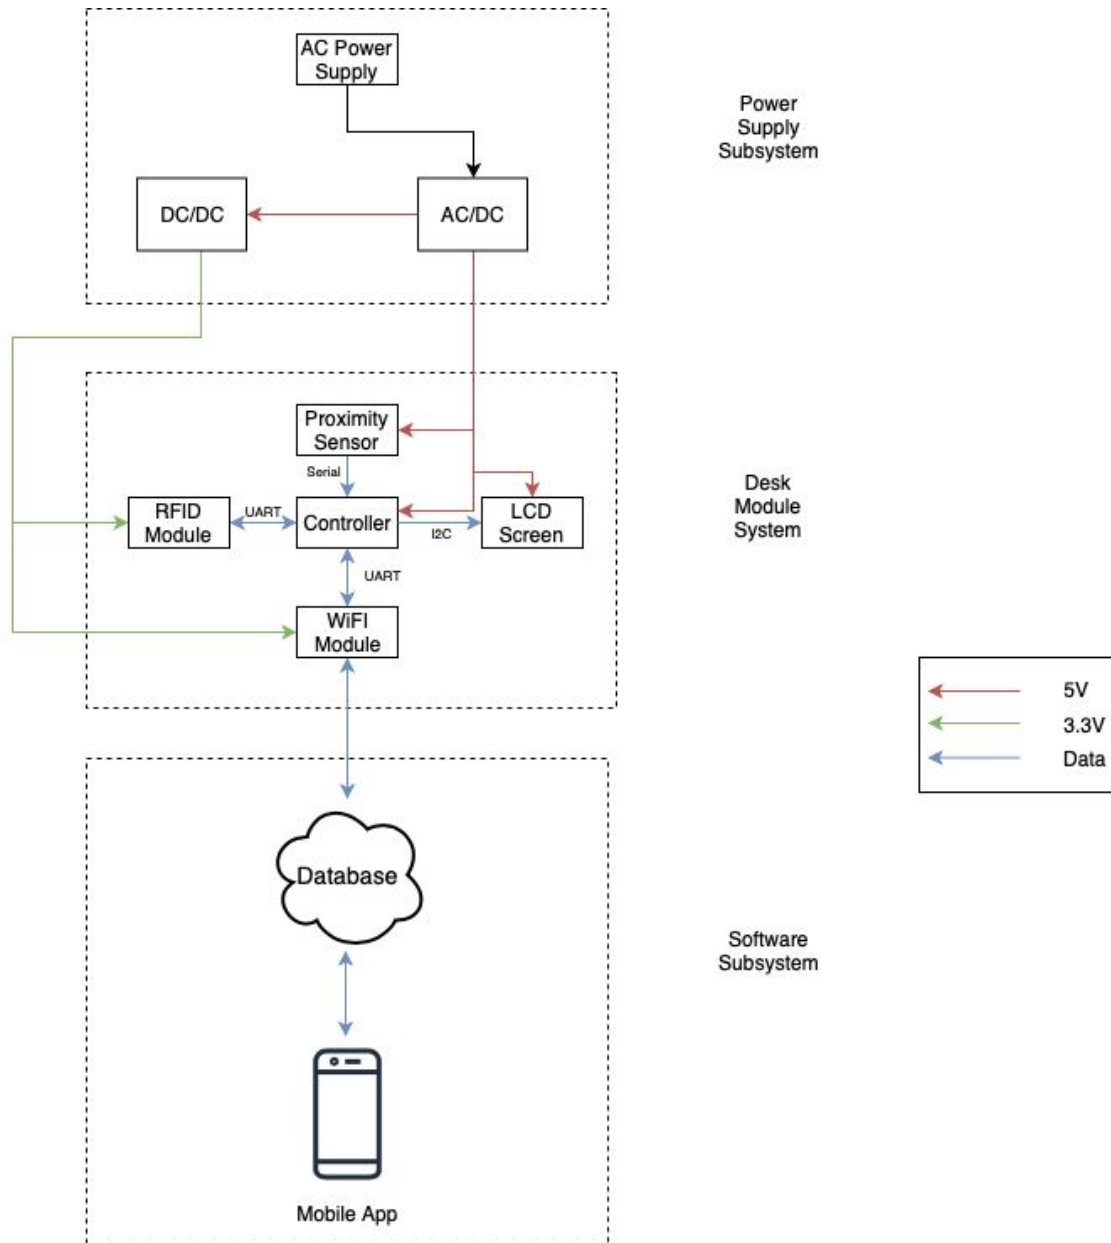 AC Power
Supply
Power
Supply
Subsystem
DC/DC
AC/DC
Proximity
Sensor
Serial
Desk
Module
System
RFID
Module
UART
Controller
I2C
LCD
Screen
UART
WiFI
Module
5V
3.3V
Data
Database
Software
Subsystem
Mobile App